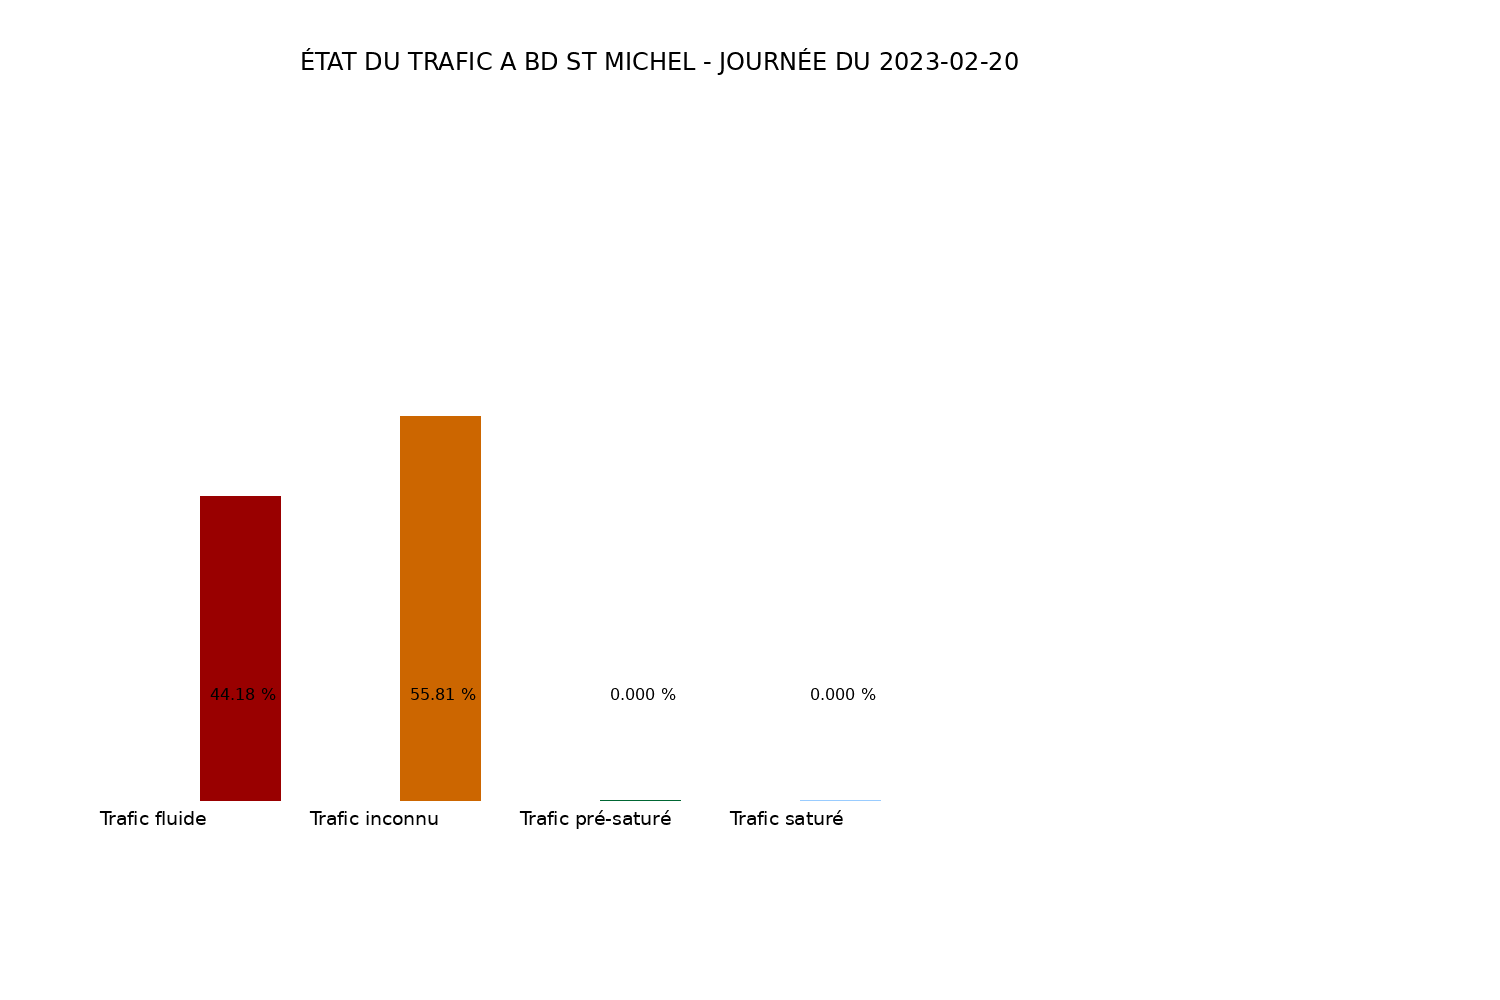 ÉTAT DU TRAFIC A BD ST MICHEL - JOURNÉE DU 2023-02-20
44.18 % 55.81 % 0.000 % 0.000 %
Trafic fluide Trafic inconnu Trafic pré-saturé Trafic saturé